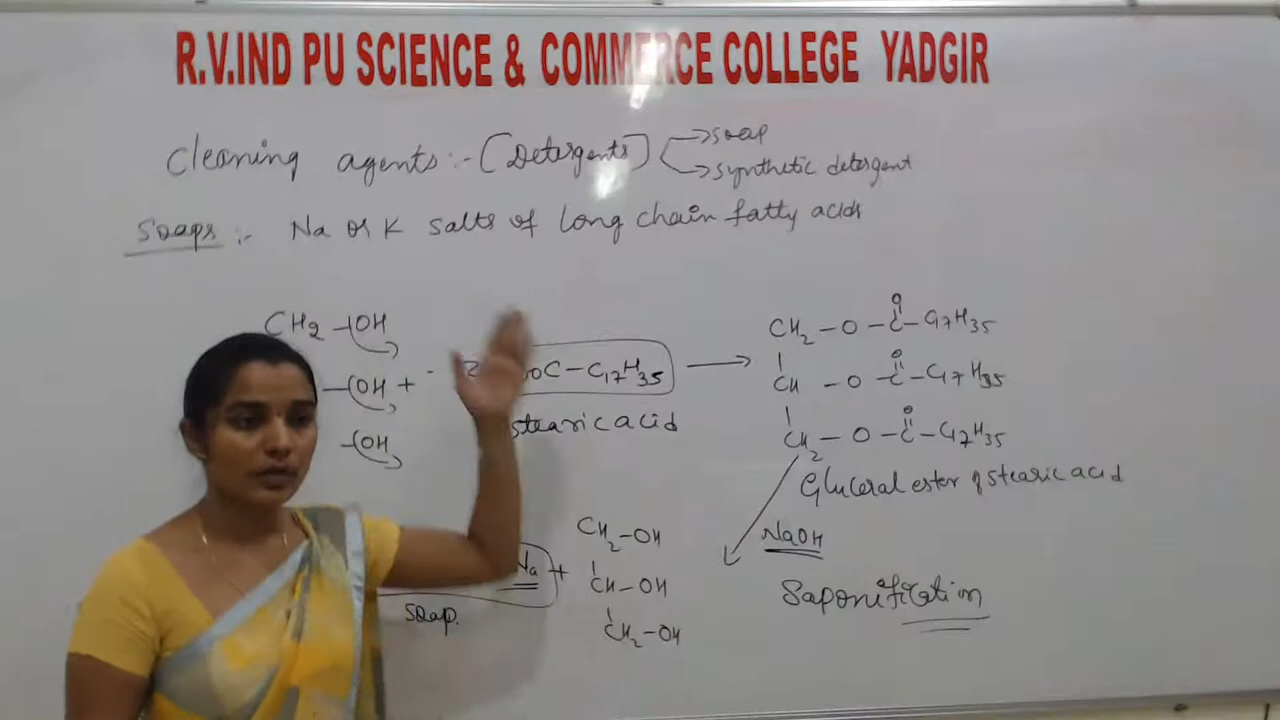 R.V.IND PU SCIENCE & COMMERCE COLLEGE YADGIR
Cleaning agents :- (Detergents) → soap
→ synthetic detergent
Soaps :- Na or K salts of long chain fatty acids
CH2 - OH
- OH +
- OH
OC - C17H35 →
stearic acid
CH2 - O - C - C17H35
O
CH - O - C - C17H35
O
CH2 - O - C - C17H35
O
Gluceral ester of stearic acid
NaOH
Saponification
Na +
soap.
CH2 - OH
CH - OH
CH2 - OH